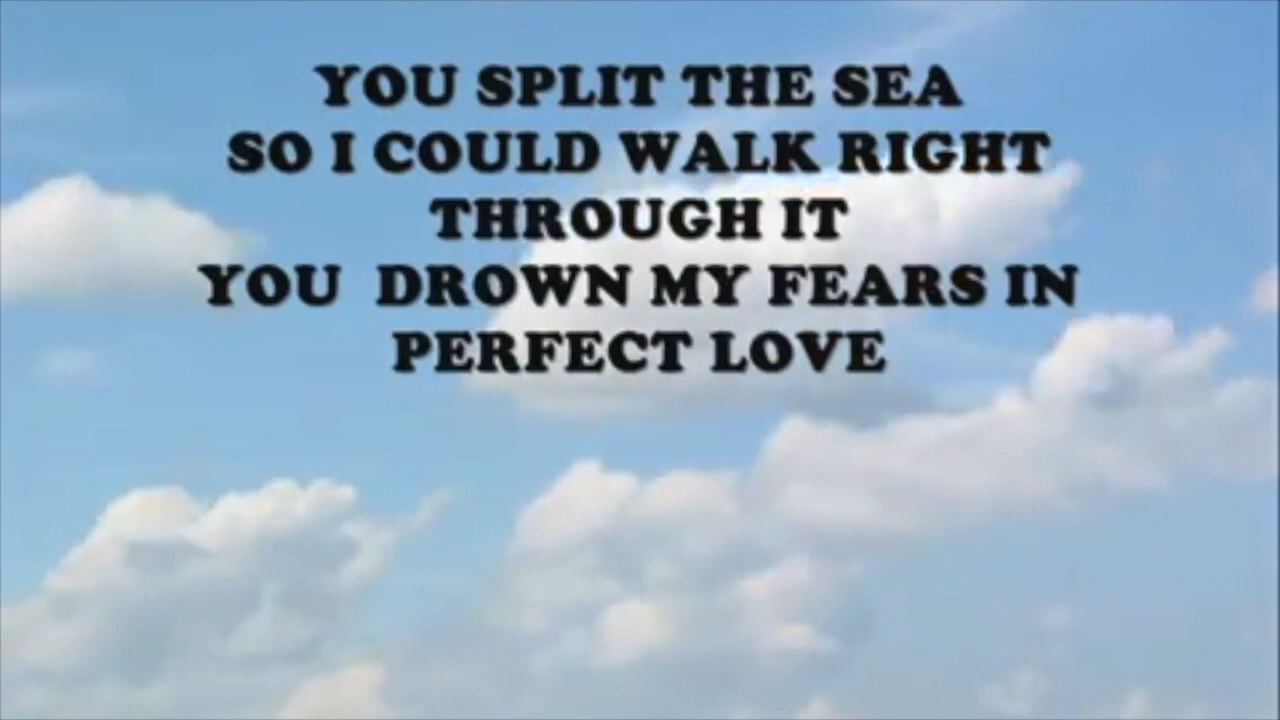 YOU SPLIT THE SEA
SO I COULD WALK RIGHT
THROUGH IT
YOU  DROWN MY FEARS IN
PERFECT LOVE